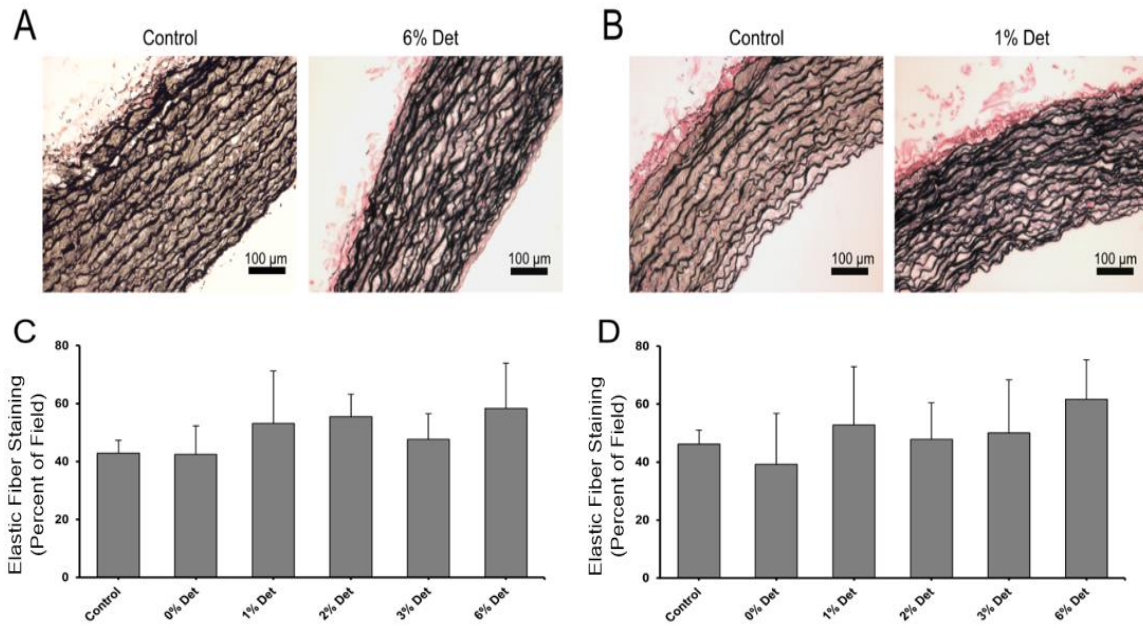 A
Control
6% Det
100 µm
100 µm
B
Control
1% Det
100 µm
100 µm
C
Elastic Fiber Staining
(Percent of Field)
80
60
40
20
0
Control
0% Det
1% Det
2% Det
3% Det
6% Det
D
Elastic Fiber Staining
(Percent of Field)
80
60
40
20
0
Control
0% Det
1% Det
2% Det
3% Det
6% Det